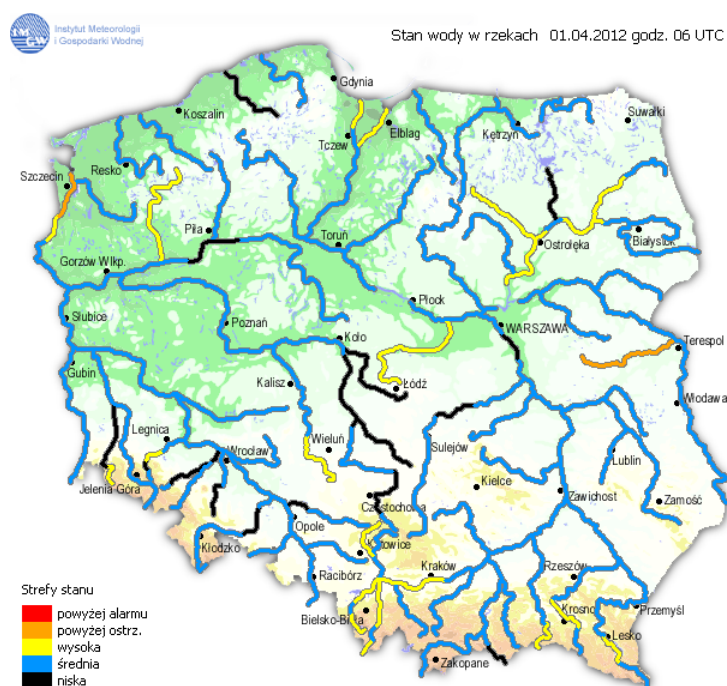 Instytut Meteorologii
i Gospodarki Wodnej
Stan wody w rzekach 01.04.2012 godz. 06 UTC
Gdynia
Koszalin
Suwałki
Elbląg
Kętrzyn
Tczew
Resko
Szczecin
Piła
Toruń
Ostrołęka
Białystok
Gorzów Wlkp.
Płock
Słubice
Poznań
Koło
WARSZAWA
Terespol
Gubin
Kalisz
Łódź
Włodawa
Legnica
Wrocław
Wieluń
Sulejów
Lublin
Jelenia-Góra
Kielce
Częstochowa
Zawichost
Zamość
Opole
Kłodzko
Katowice
Racibórz
Kraków
Rzeszów
Bielsko-Biała
Krosno
Przemyśl
Lesko
Zakopane
Strefy stanu
powyżej alarmu
powyżej ostrz.
wysoka
średnia
niska